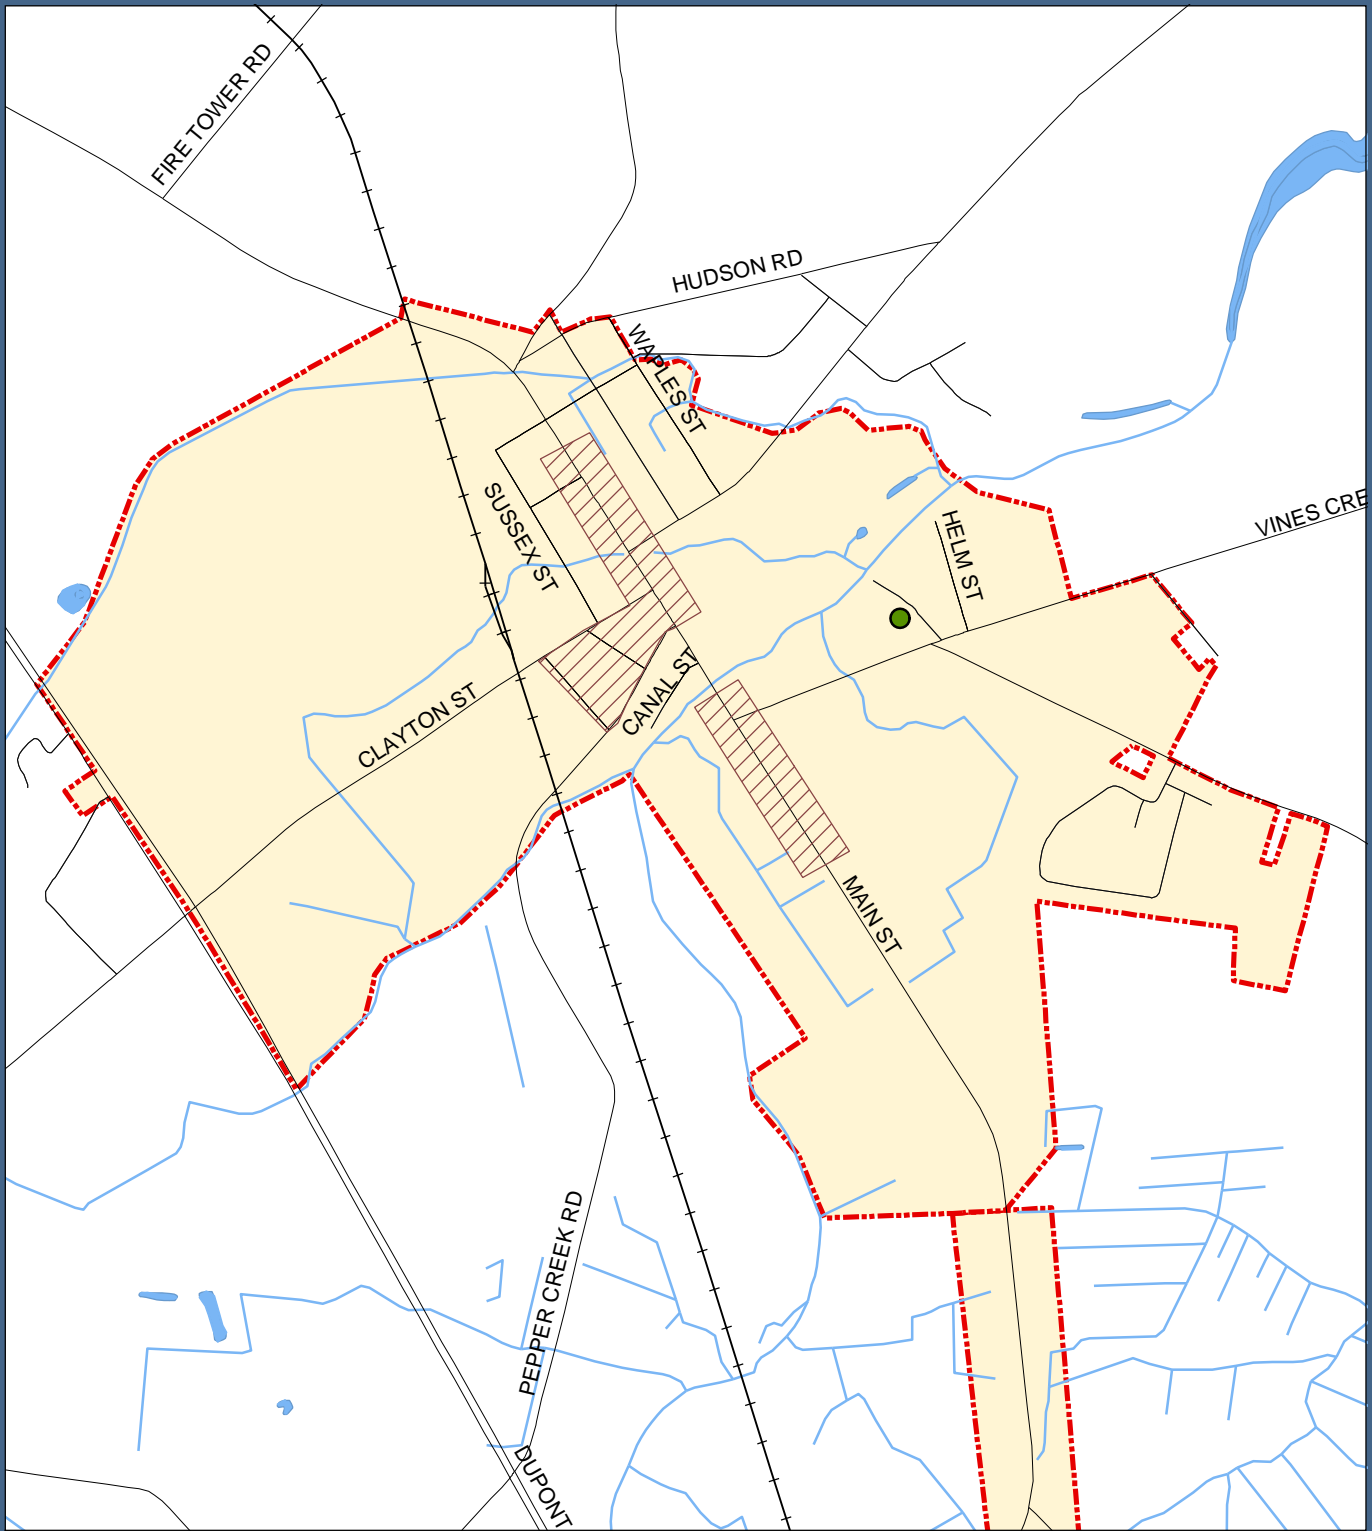 FIRE TOWER RD
HUDSON RD
WAPLES ST
SUSSEX ST
HELM ST
VINES CRE
CANAL ST
CLAYTON ST
MAIN ST
PEPPER CREEK RD
DUPONT